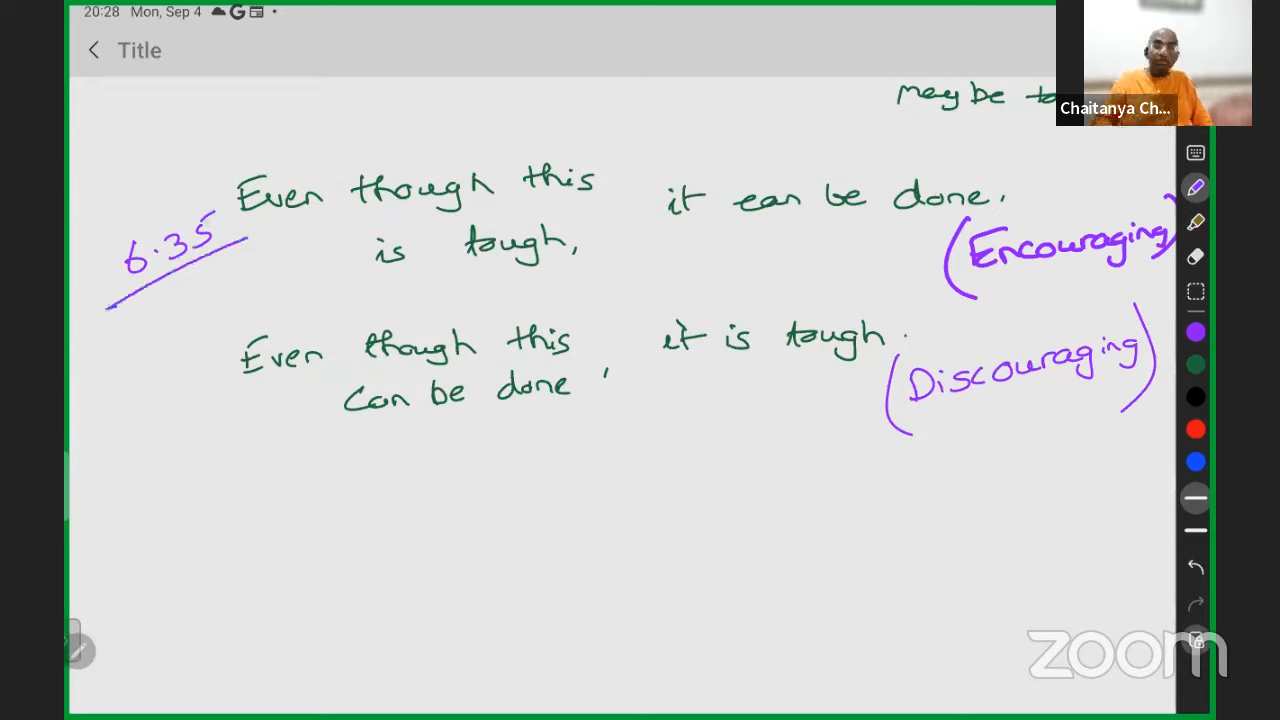 20:28 Mon, Sep 4
Title
may be
Chaitanya Ch...
Even though this it can be done.
is tough,
6.35
(Encouraging)
Even though this it is tough.
can be done,
(Discouraging)
zoom